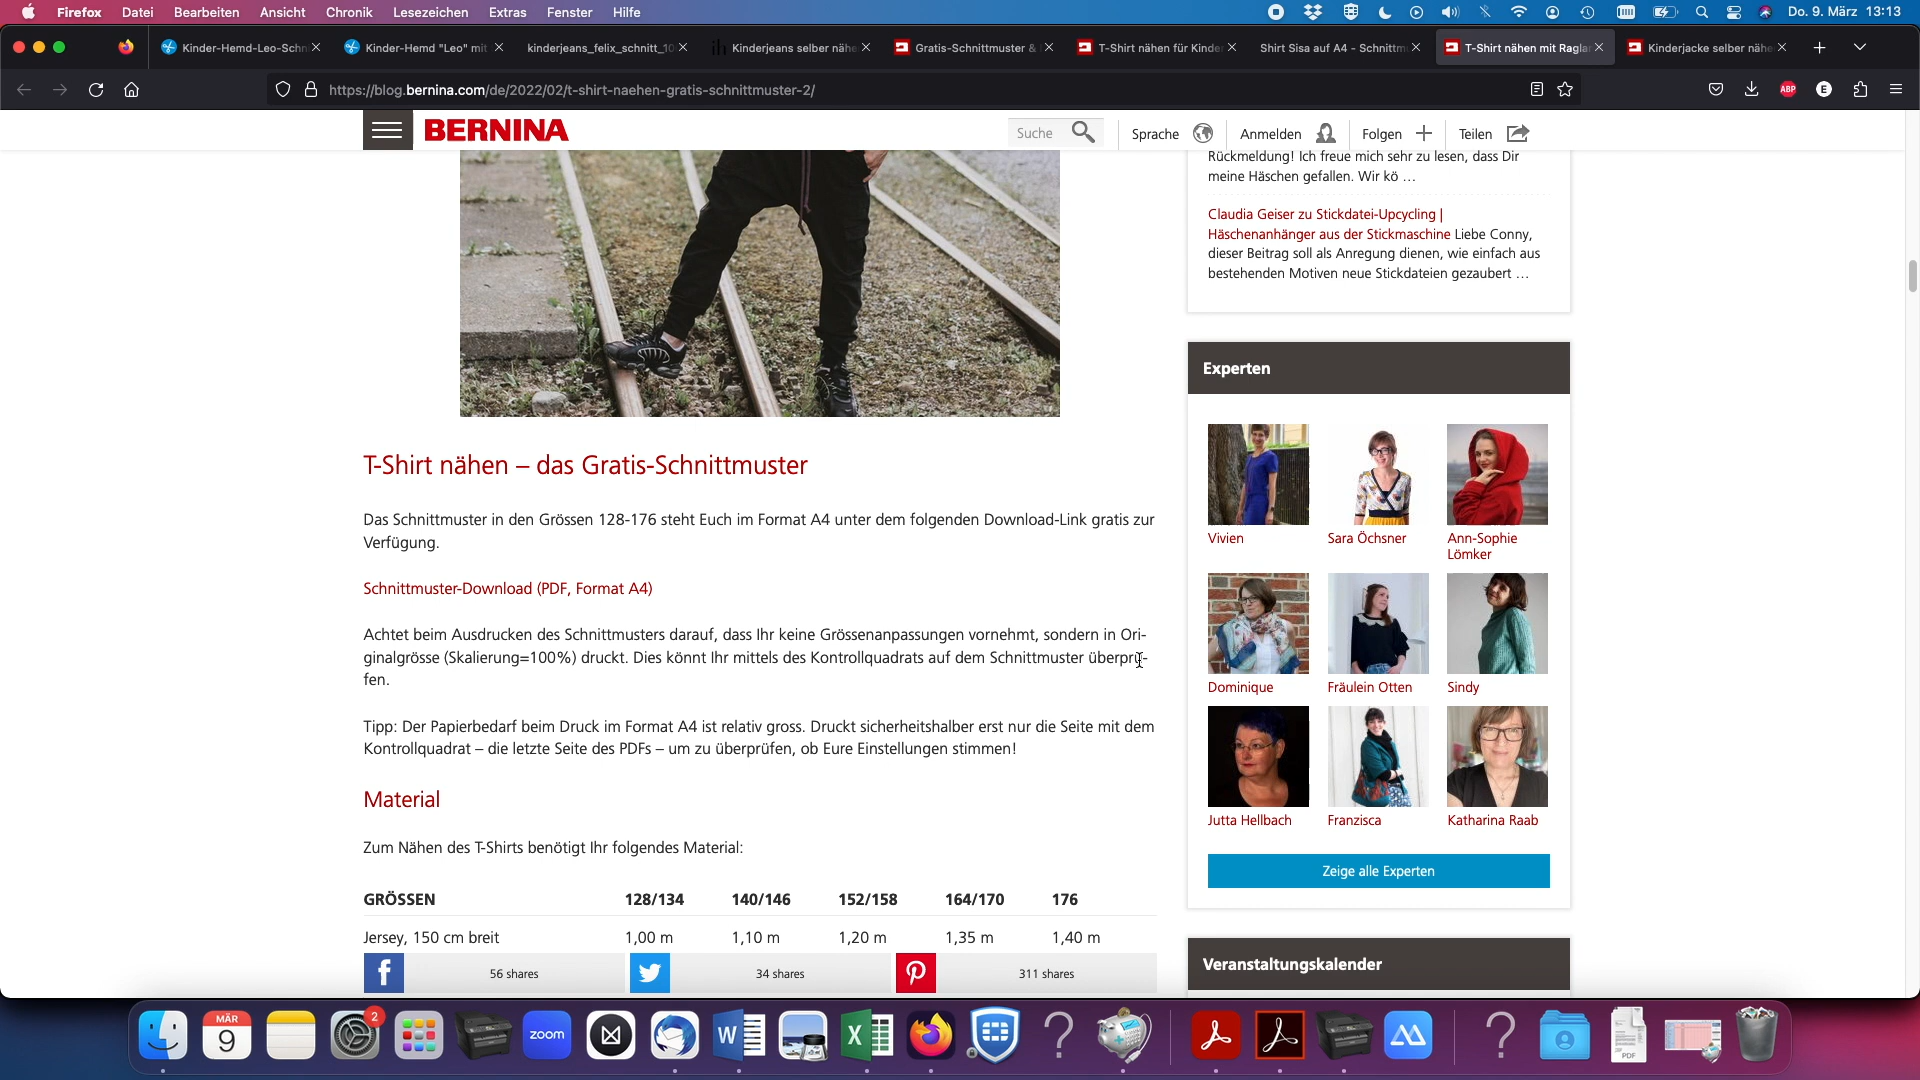 Firefox Datei Bearbeiten Ansicht Chronik Lesezeichen Extras Fenster Hilfe
Do. 9. März 13:13
Kinder-Hemd-Leo-Schn
Kinder-Hemd "Leo" mit
kinderjeans_felix_schnitt_10
Kinderjeans selber nähe
Gratis-Schnittmuster &
T-Shirt nähen für Kinder
Shirt Sisa auf A4 - Schnittm
T-Shirt nähen mit Ragla
Kinderjacke selber nähe
https://blog.bernina.com/de/2022/02/t-shirt-naehen-gratis-schnittmuster-2/
ABP
E
BERNINA
Suche
Sprache
Anmelden
Folgen
Teilen
T-Shirt nähen – das Gratis-Schnittmuster
Das Schnittmuster in den Grössen 128-176 steht Euch im Format A4 unter dem folgenden Download-Link gratis zur
Verfügung.
Schnittmuster-Download (PDF, Format A4)
Achtet beim Ausdrucken des Schnittmusters darauf, dass Ihr keine Grössenanpassungen vornehmt, sondern in Ori-
ginalgrösse (Skalierung=100%) druckt. Dies könnt Ihr mittels des Kontrollquadrats auf dem Schnittmuster überprü-
fen.
Tipp: Der Papierbedarf beim Druck im Format A4 ist relativ gross. Druckt sicherheitshalber erst nur die Seite mit dem
Kontrollquadrat – die letzte Seite des PDFs – um zu überprüfen, ob Eure Einstellungen stimmen!
Material
Zum Nähen des T-Shirts benötigt Ihr folgendes Material:
GRÖSSEN 128/134 140/146 152/158 164/170 176
Jersey, 150 cm breit 1,00 m 1,10 m 1,20 m 1,35 m 1,40 m
56 shares
34 shares
311 shares
Rückmeldung! Ich freue mich sehr zu lesen, dass Dir
meine Häschen gefallen. Wir kö ...
Claudia Geiser zu Stickdatei-Upcycling |
Häschenanhänger aus der Stickmaschine Liebe Conny,
dieser Beitrag soll als Anregung dienen, wie einfach aus
bestehenden Motiven neue Stickdateien gezaubert ...
Experten
Vivien
Sara Öchsner
Ann-Sophie
Lömker
Dominique
Fräulein Otten
Sindy
Jutta Hellbach
Franzisca
Katharina Raab
Zeige alle Experten
Veranstaltungskalender
MÄR
9
2
zoom
W
X
?
?
PDF